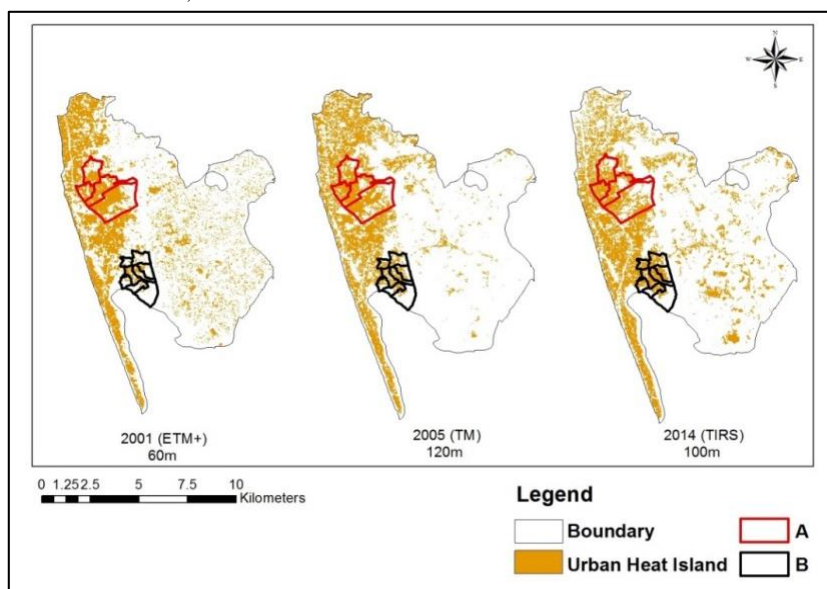 N
W E
S
2001 (ETM+)
60m
2005 (TM)
120m
2014 (TIRS)
100m
0 1.25 2.5 5 7.5 10
Kilometers
Legend
Boundary
A
Urban Heat Island
B